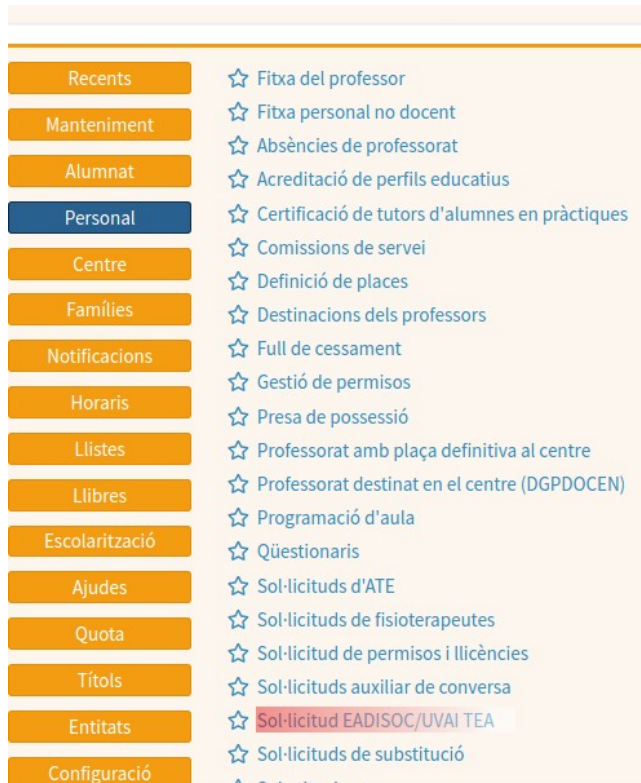 Recents
Manteniment
Alumnat
Personal
Centre
Famílies
Notificacions
Horaris
Llistes
Llibres
Escolarització
Ajudes
Quota
Títols
Entitats
Configuració
Fitxa del professor
Fitxa personal no docent
Absències de professorat
Acreditació de perfils educatius
Certificació de tutors d'alumnes en pràctiques
Comissions de servei
Definició de places
Destinacions dels professors
Full de cessament
Gestió de permisos
Presa de possessió
Professorat amb plaça definitiva al centre
Professorat destinat en el centre (DGPDOCEN)
Programació d'aula
Qüestionaris
Sol·licituds d'ATE
Sol·licituds de fisioterapeutes
Sol·licitud de permisos i llicències
Sol·licituds auxiliar de conversa
Sol·licitud EADISOC/UVAI TEA
Sol·licituds de substitució